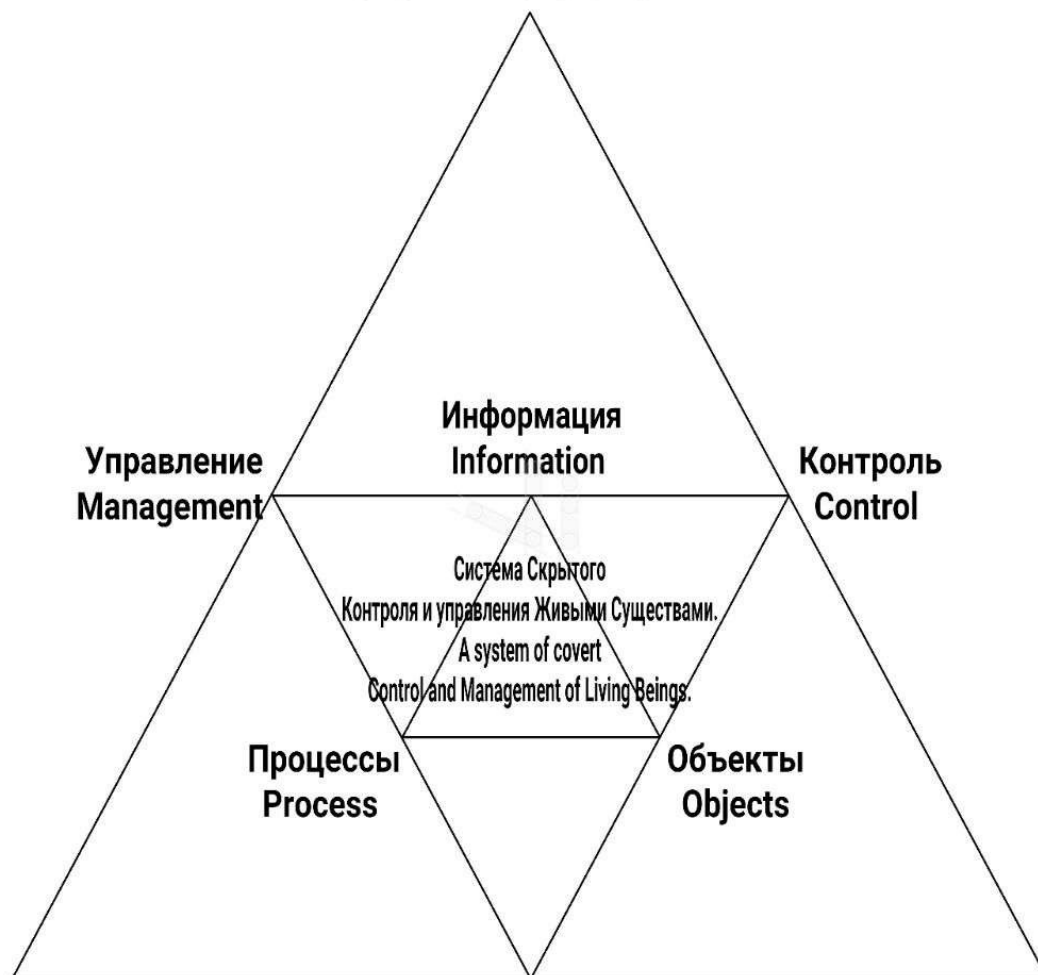 Информация
Information
Управление
Management
Контроль
Control
Система Скрытого
Контроля и управления Живыми Существами.
A system of covert
Control and Management of Living Beings.
Процессы
Process
Объекты
Objects